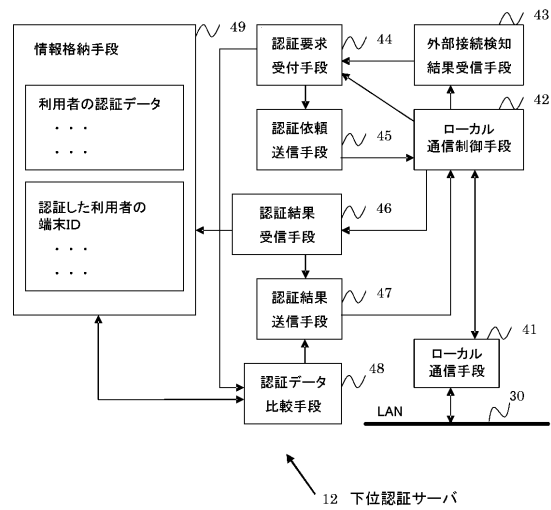 49
情報格納手段
利用者の認証データ
・・・
・・・
認証した利用者の
端末ID
・・・
・・・
認証要求
受付手段
44
外部接続検知
結果受信手段
43
認証依頼
送信手段
45
ローカル
通信制御手段
42
認証結果
受信手段
46
認証結果
送信手段
47
ローカル
通信手段
41
認証データ
比較手段
48
LAN
30
12 下位認証サーバ